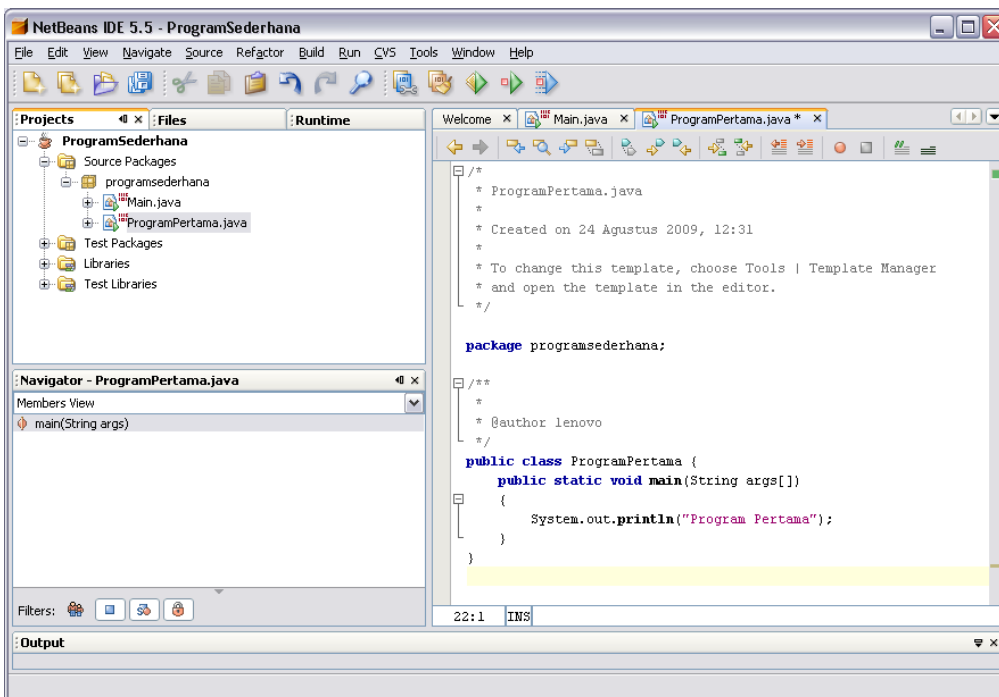 NetBeans IDE 5.5 - ProgramSederhana
File Edit View Navigate Source Refactor Build Run CVS Tools Window Help
Projects Files Runtime
ProgramSederhana
Source Packages
programsederhana
Main.java
ProgramPertama.java
Test Packages
Libraries
Test Libraries
Navigator - ProgramPertama.java
Members View
main(String args)
Filters:
Welcome Main.java ProgramPertama.java *
/*
* ProgramPertama.java
*
* Created on 24 Agustus 2009, 12:31
*
* To change this template, choose Tools | Template Manager
* and open the template in the editor.
*/
package programsederhana;
/**
*
* @author lenovo
*/
public class ProgramPertama {
public static void main(String args[])
{
System.out.println("Program Pertama");
}
}
22:1 INS
Output